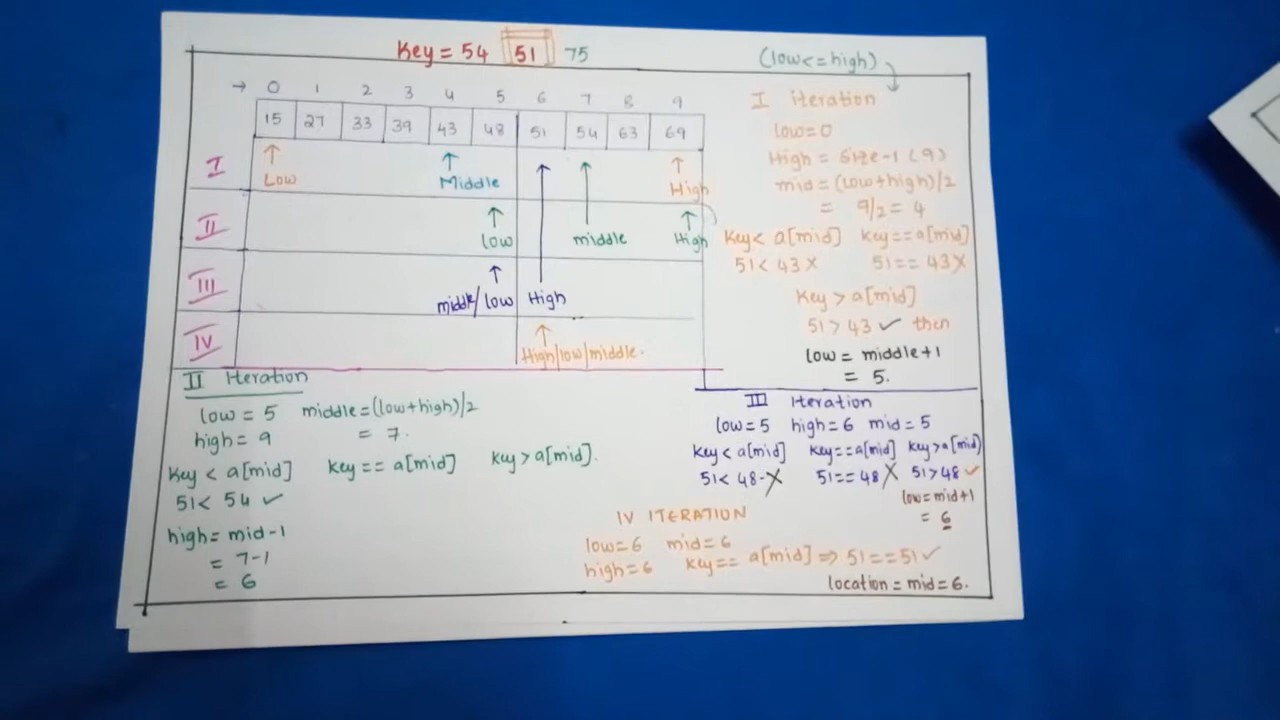 Key = 54 51 75
(low<=high)
→ 0 1 2 3 4 5 6 7 8 9
15 27 33 39 43 48 51 54 63 69
I
↑ ↑ ↑ ↑ ↑
Low Middle High
II
↑ ↑
low middle High
III
↑
middle/low High
IV
↑
High/low/middle.
I iteration
low=0
High = Size-1 (9)
mid = (low+high)/2
= 9/2 = 4
Key < a[mid] key==a[mid]
51 < 43 X 51 == 43 X
Key > a[mid]
51 > 43 ✓ then
low = middle+1
= 5.
II Iteration
low = 5 middle=(low+high)/2
high = 9 = 7.
Key < a[mid] key == a[mid] key > a[mid].
51 < 54 ✓
high = mid-1
= 7-1
= 6
III Iteration
low=5 high=6 mid=5
Key < a[mid] key==a[mid] key>a[mid]
51 < 48 - X 51 == 48 X 51 > 48 ✓
low=mid+1
= 6
IV ITERATION
low=6 mid=6
high=6 key== a[mid] => 51 == 51 ✓
location = mid = 6.